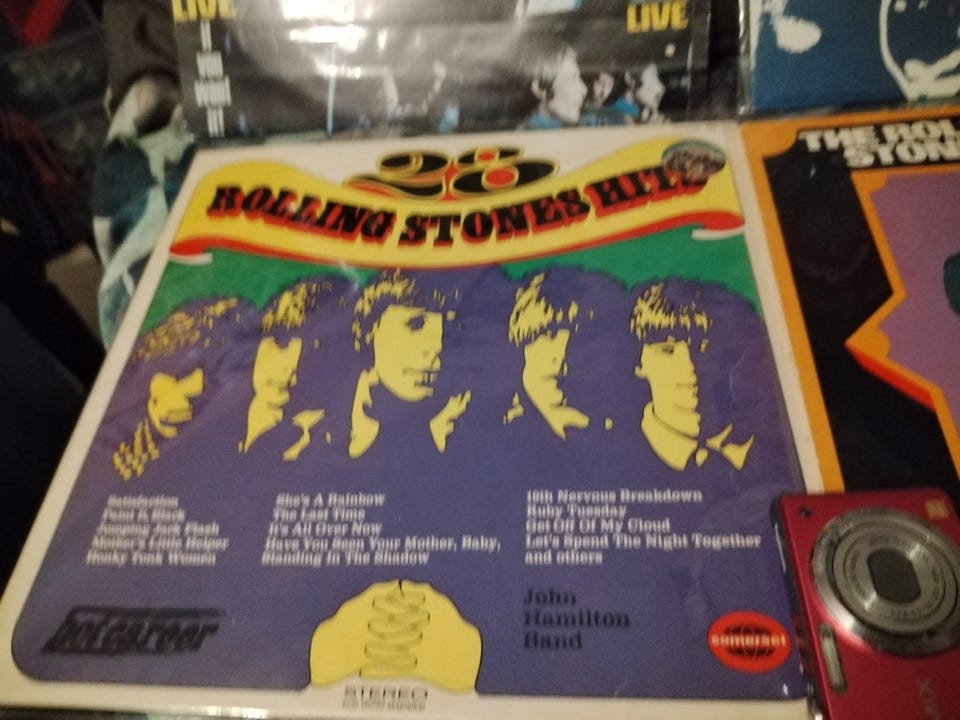 LIVE
LIVE
28
ROLLING STONES HITS
THE ROL
STON
Satisfaction
Paint It Black
Jumping Jack Flash
Mother's Little Helper
Honky Tonk Women
She's A Rainbow
The Last Time
It's All Over Now
Have You Seen Your Mother, Baby,
Standing In The Shadow
19th Nervous Breakdown
Ruby Tuesday
Get Off Of My Cloud
Let's Spend The Night Together
and others
John
Hamilton
Band
somerset
STEREO